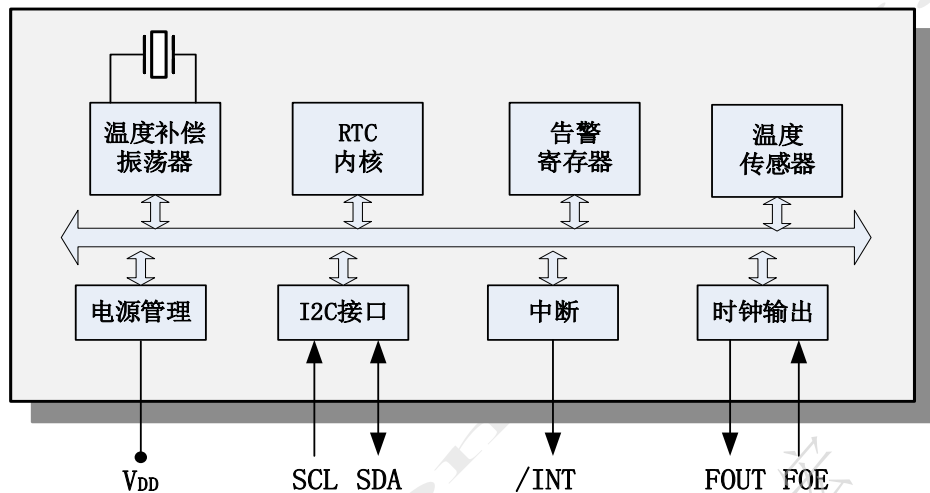 温度补偿
振荡器
RTC
内核
告警
寄存器
温度
传感器
电源管理
I2C接口
中断
时钟输出
VDD
SCL SDA
/INT
FOUT FOE